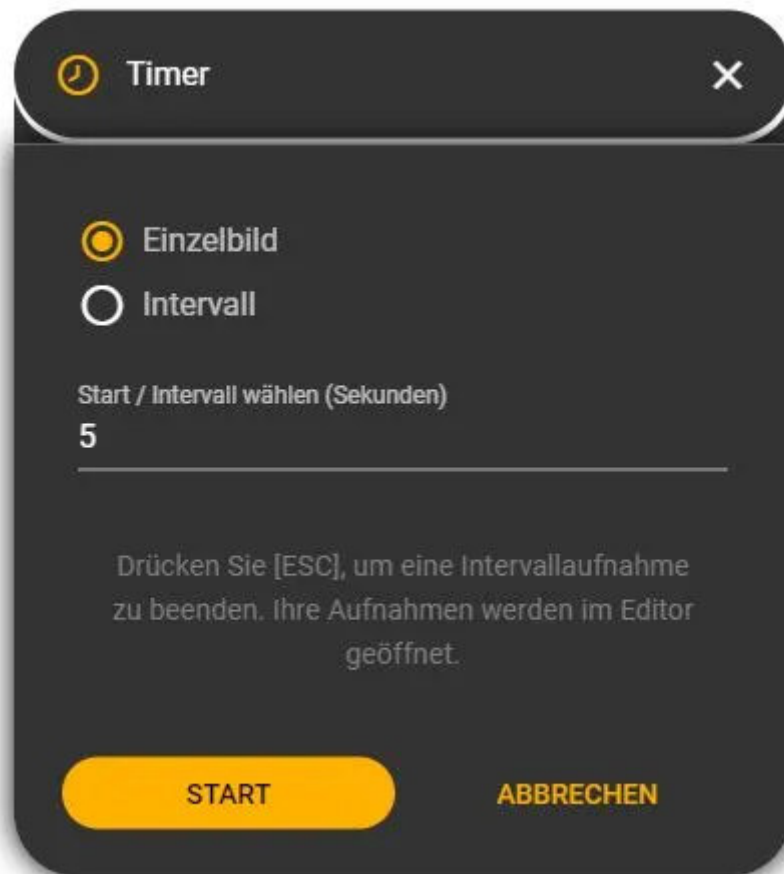 Timer
Einzelbild
Intervall
Start / Intervall wählen (Sekunden)
5
Drücken Sie [ESC], um eine Intervallaufnahme
zu beenden. Ihre Aufnahmen werden im Editor
geöffnet.
START ABBRECHEN